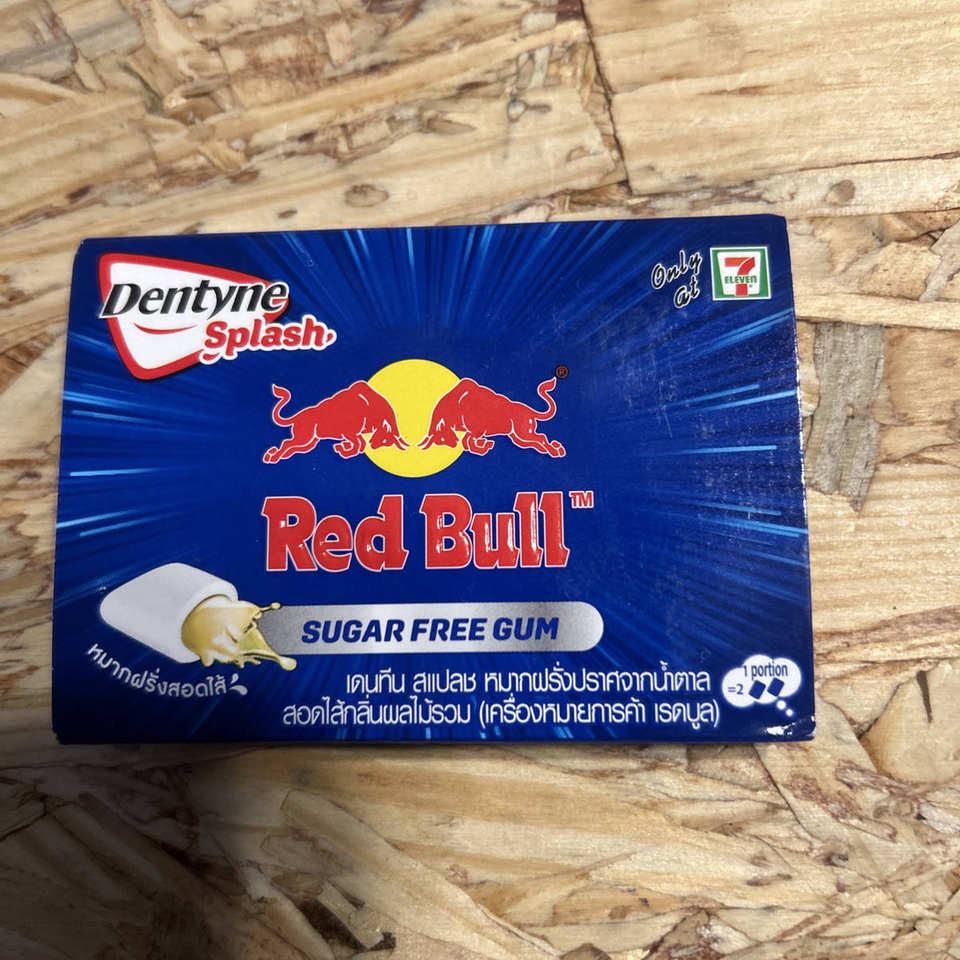 Dentyne
Splash
Only
at
7
ELEVEN
®
Red Bull™
SUGAR FREE GUM
หมากฝรั่งสอดไส้
เดนทีน สแปลช หมากฝรั่งปราศจากน้ำตาล
สอดไส้กลิ่นผลไม้รวม (เครื่องหมายการค้า เรดบูล)
1 portion
=2